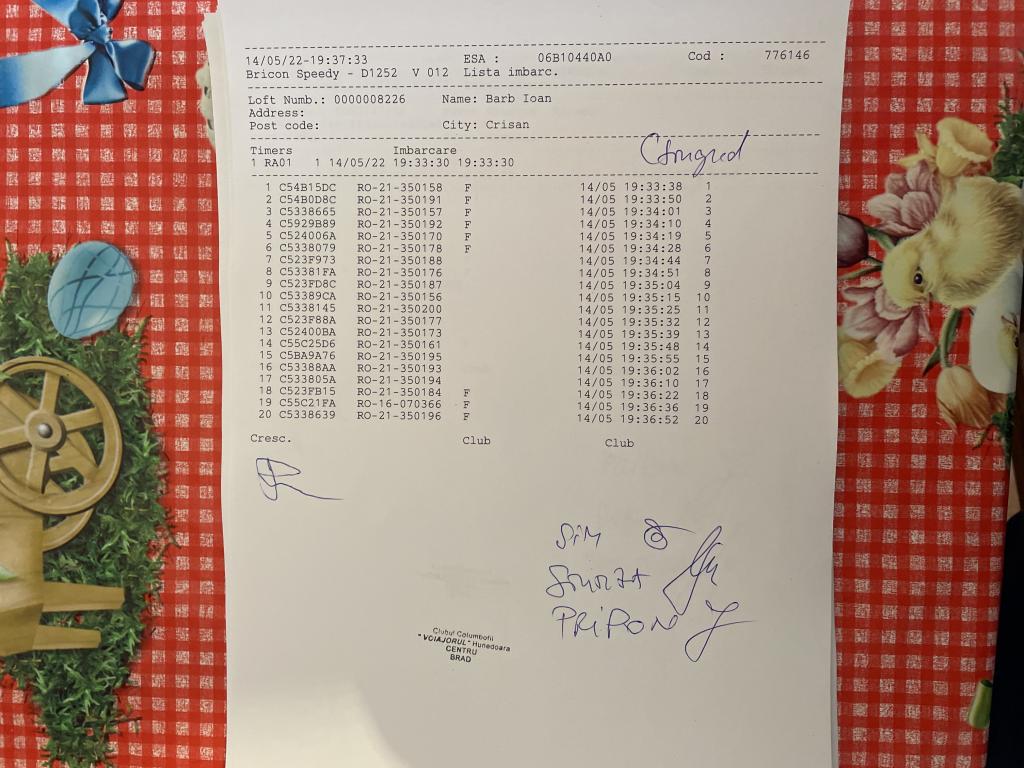 14/05/22-19:37:33 ESA : 06B10440A0 Cod : 776146
Bricon Speedy - D1252 V 012 Lista imbarc.
Loft Numb.: 0000008226 Name: Barb Ioan
Address:
Post code: City: Crisan
Timers Imbarcare
1 RA01 1 14/05/22 19:33:30 19:33:30
Csongrad
1 C54B15DC RO-21-350158 F 14/05 19:33:38 1
2 C54B0D8C RO-21-350191 F 14/05 19:33:50 2
3 C5338665 RO-21-350157 F 14/05 19:34:01 3
4 C5929B89 RO-21-350192 F 14/05 19:34:10 4
5 C524006A RO-21-350170 F 14/05 19:34:19 5
6 C5338079 RO-21-350178 F 14/05 19:34:28 6
7 C523F973 RO-21-350188 14/05 19:34:44 7
8 C53381FA RO-21-350176 14/05 19:34:51 8
9 C523FD8C RO-21-350187 14/05 19:35:04 9
10 C53389CA RO-21-350156 14/05 19:35:15 10
11 C5338145 RO-21-350200 14/05 19:35:25 11
12 C523F88A RO-21-350177 14/05 19:35:32 12
13 C52400BA RO-21-350173 14/05 19:35:39 13
14 C55C25D6 RO-21-350161 14/05 19:35:48 14
15 C5BA9A76 RO-21-350195 14/05 19:35:55 15
16 C53388AA RO-21-350193 14/05 19:36:02 16
17 C533805A RO-21-350194 14/05 19:36:10 17
18 C523FB15 RO-21-350184 F 14/05 19:36:22 18
19 C55C21FA RO-16-070366 F 14/05 19:36:36 19
20 C5338639 RO-21-350196 F 14/05 19:36:52 20
Cresc. Club Club
PRIPON
Clubul Columbofil
"VOIAJORUL" Hunedoara
CENTRU
BRAD